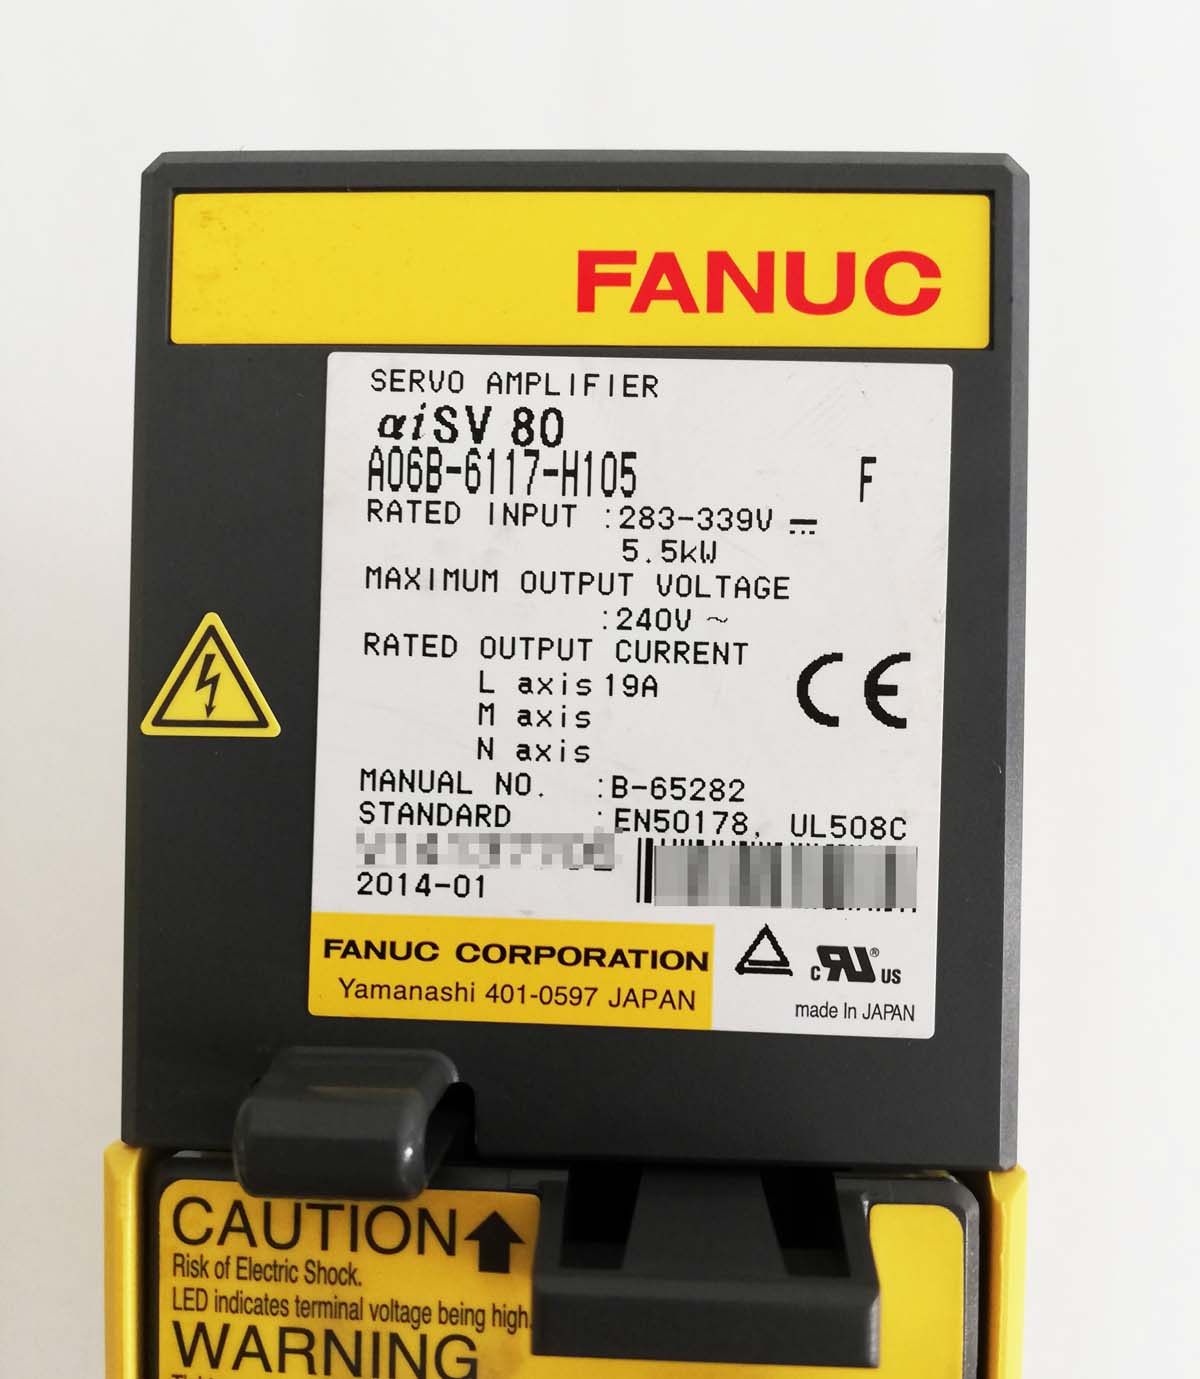 FANUC
SERVO AMPLIFIER
αiSV 80
A06B-6117-H105 F
RATED INPUT :283-339V ⎓
5.5kW
MAXIMUM OUTPUT VOLTAGE
:240V ~
RATED OUTPUT CURRENT
L axis 19A
M axis
N axis
CE
MANUAL NO. :B-65282
STANDARD :EN50178, UL508C
2014-01
FANUC CORPORATION
Yamanashi 401-0597 JAPAN
c RU ® US
made In JAPAN
CAUTION
Risk of Electric Shock.
LED indicates terminal voltage being high.
WARNING